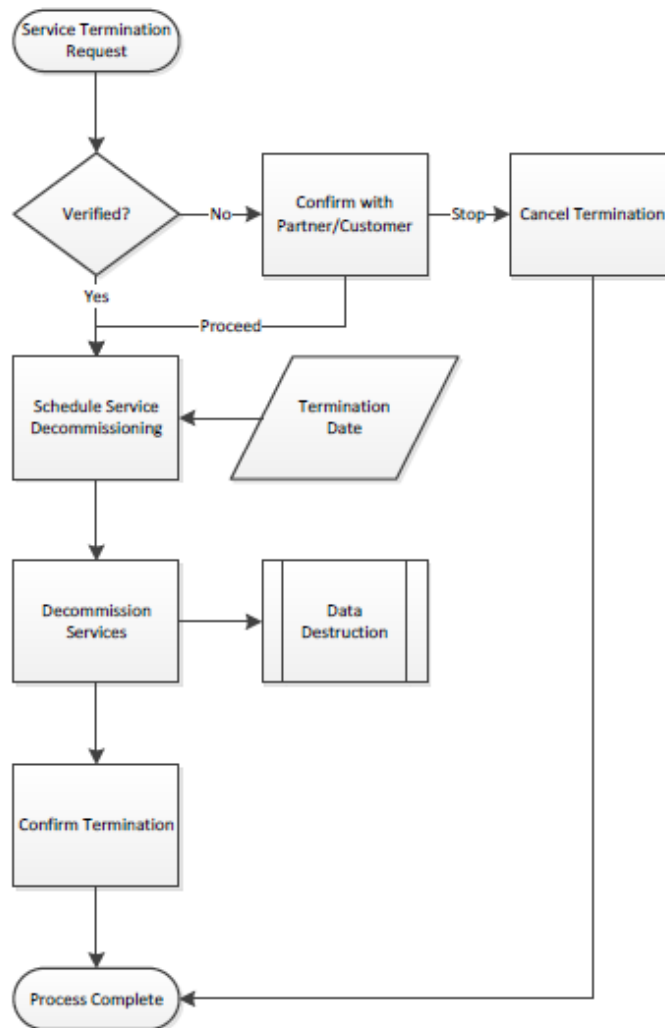 Service Termination
Request
Verified?
No
Confirm with
Partner/Customer
Stop
Cancel Termination
Yes
Proceed
Schedule Service
Decommissioning
Termination
Date
Decommission
Services
Data
Destruction
Confirm Termination
Process Complete